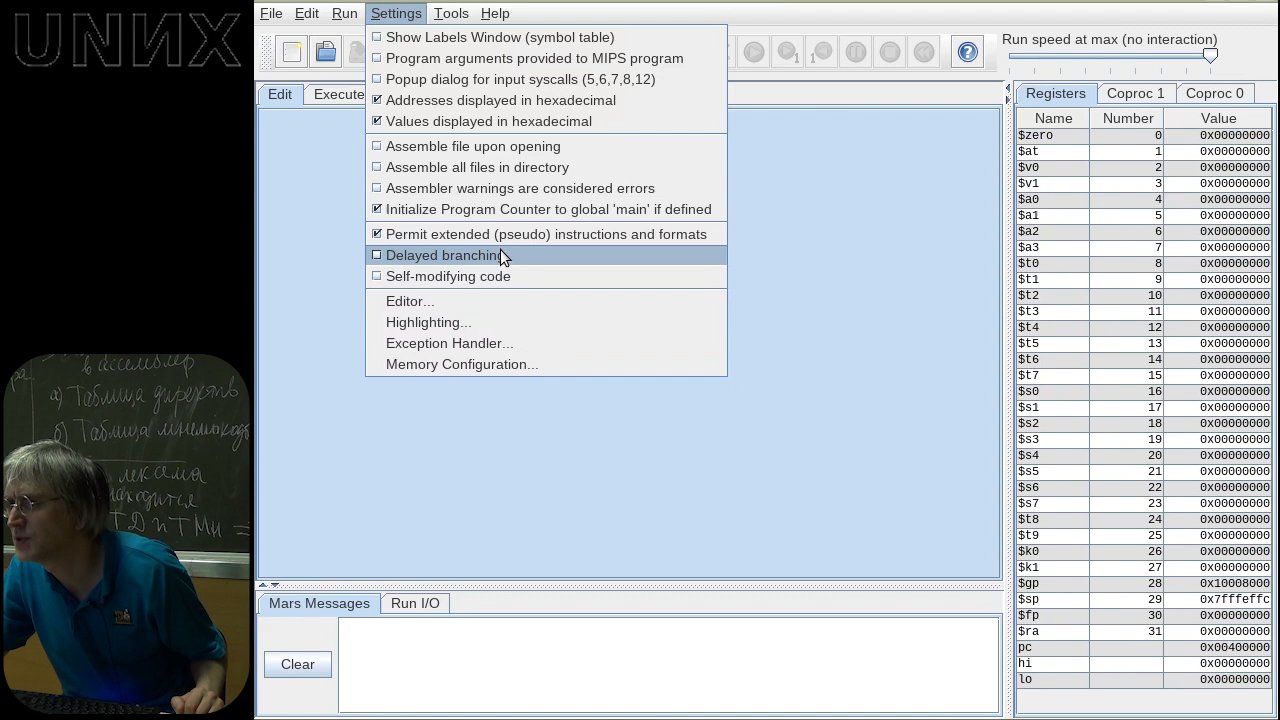 UNИX
File Edit Run Settings Tools Help
Show Labels Window (symbol table)
Program arguments provided to MIPS program
Popup dialog for input syscalls (5,6,7,8,12)
Addresses displayed in hexadecimal
Values displayed in hexadecimal
Assemble file upon opening
Assemble all files in directory
Assembler warnings are considered errors
Initialize Program Counter to global 'main' if defined
Permit extended (pseudo) instructions and formats
Delayed branching
Self-modifying code
Editor...
Highlighting...
Exception Handler...
Memory Configuration...
Run speed at max (no interaction)
Edit Execute
Registers Coproc 1 Coproc 0
Name Number Value
$zero 0 0x00000000
$at 1 0x00000000
$v0 2 0x00000000
$v1 3 0x00000000
$a0 4 0x00000000
$a1 5 0x00000000
$a2 6 0x00000000
$a3 7 0x00000000
$t0 8 0x00000000
$t1 9 0x00000000
$t2 10 0x00000000
$t3 11 0x00000000
$t4 12 0x00000000
$t5 13 0x00000000
$t6 14 0x00000000
$t7 15 0x00000000
$s0 16 0x00000000
$s1 17 0x00000000
$s2 18 0x00000000
$s3 19 0x00000000
$s4 20 0x00000000
$s5 21 0x00000000
$s6 22 0x00000000
$s7 23 0x00000000
$t8 24 0x00000000
$t9 25 0x00000000
$k0 26 0x00000000
$k1 27 0x00000000
$gp 28 0x10008000
$sp 29 0x7fffeffc
$fp 30 0x00000000
$ra 31 0x00000000
pc 0x00400000
hi 0x00000000
lo 0x00000000
Mars Messages Run I/O
Clear
в ассемблер
а) Таблица директив
б) Таблица мнемокод
лексема
находится
ТД и ТМн =